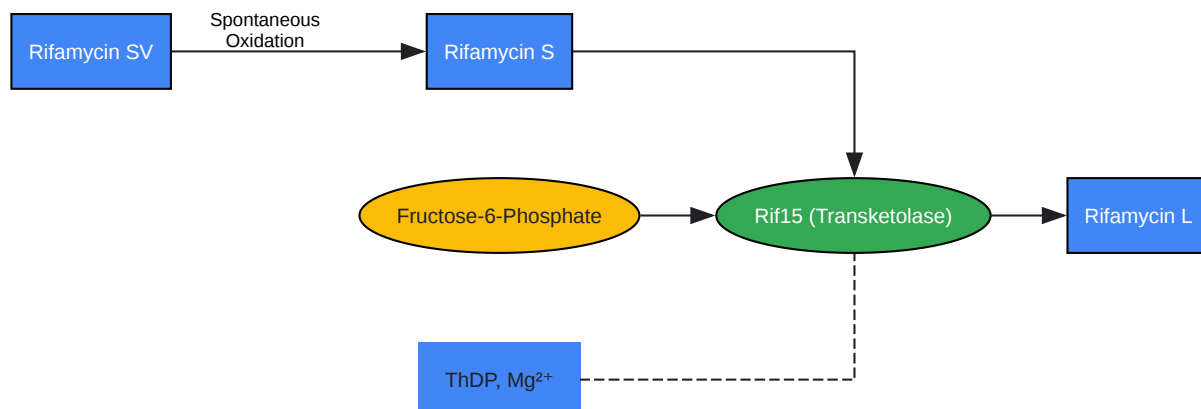 Spontaneous
Oxidation
Rifamycin SV
Rifamycin S
Fructose-6-Phosphate
Rif15 (Transketolase)
Rifamycin L
ThDP, Mg²⁺